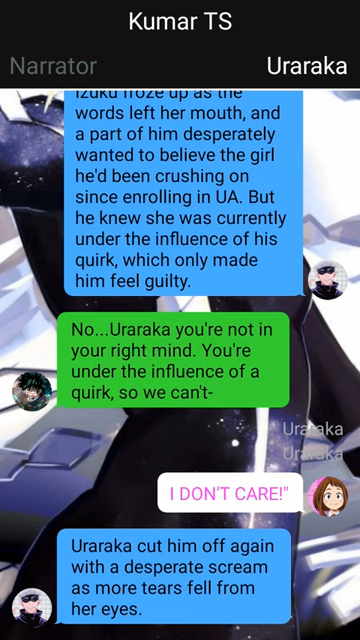 Kumar TS
Narrator
Uraraka
Izuku froze up as the
words left her mouth, and
a part of him desperately
wanted to believe the girl
he'd been crushing on
since enrolling in UA. But
he knew she was currently
under the influence of his
quirk, which only made
him feel guilty.
No...Uraraka you're not in
your right mind. You're
under the influence of a
quirk, so we can't-
Uraraka
Uraraka
I DON'T CARE!"
Uraraka cut him off again
with a desperate scream
as more tears fell from
her eyes.